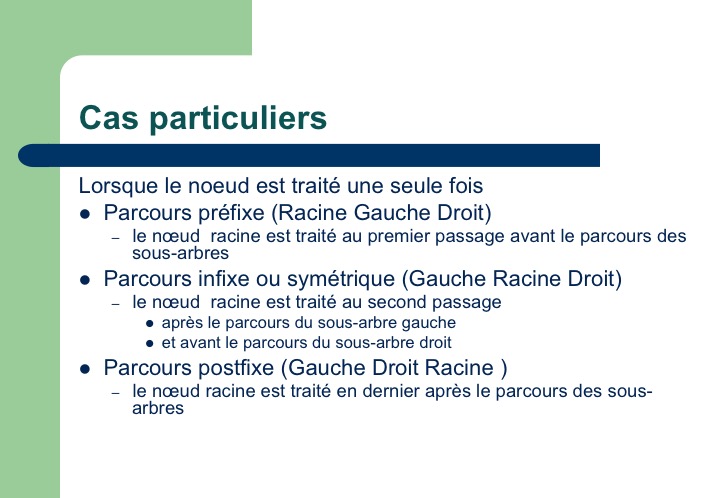 Cas particuliers
Lorsque le noeud est traité une seule fois
● Parcours préfixe (Racine Gauche Droit)
– le nœud  racine est traité au premier passage avant le parcours des
sous-arbres
● Parcours infixe ou symétrique (Gauche Racine Droit)
– le nœud  racine est traité au second passage
● après le parcours du sous-arbre gauche
● et avant le parcours du sous-arbre droit
● Parcours postfixe (Gauche Droit Racine )
– le nœud racine est traité en dernier après le parcours des sous-
arbres